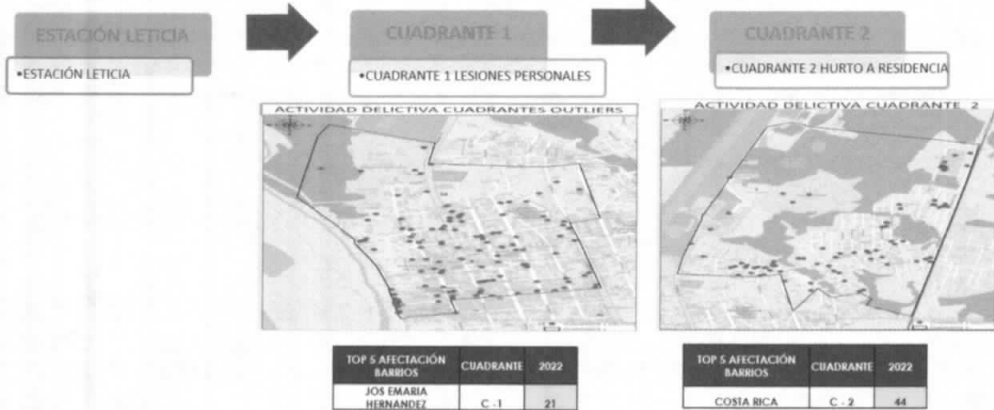 ESTACIÓN LETICIA
•ESTACIÓN LETICIA
CUADRANTE 1
•CUADRANTE 1 LESIONES PERSONALES
CUADRANTE 2
•CUADRANTE 2 HURTO A RESIDENCIA
ACTIVIDAD DELICTIVA CUADRANTES OUTLIERS
ACTIVIDAD DELICTIVA CUADRANTE 2
TOP 5 AFECTACIÓN BARRIOS CUADRANTE 2022
JOS EMARIA HERNANDEZ C -1 21
TOP 5 AFECTACIÓN BARRIOS CUADRANTE 2022
COSTA RICA C - 2 44